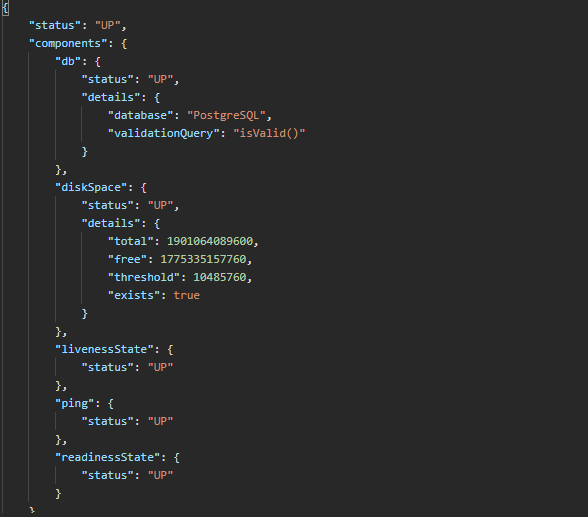 {
"status": "UP",
"components": {
"db": {
"status": "UP",
"details": {
"database": "PostgreSQL",
"validationQuery": "isValid()"
}
},
"diskSpace": {
"status": "UP",
"details": {
"total": 1901064089600,
"free": 1775335157760,
"threshold": 10485760,
"exists": true
}
},
"livenessState": {
"status": "UP"
},
"ping": {
"status": "UP"
},
"readinessState": {
"status": "UP"
}
}